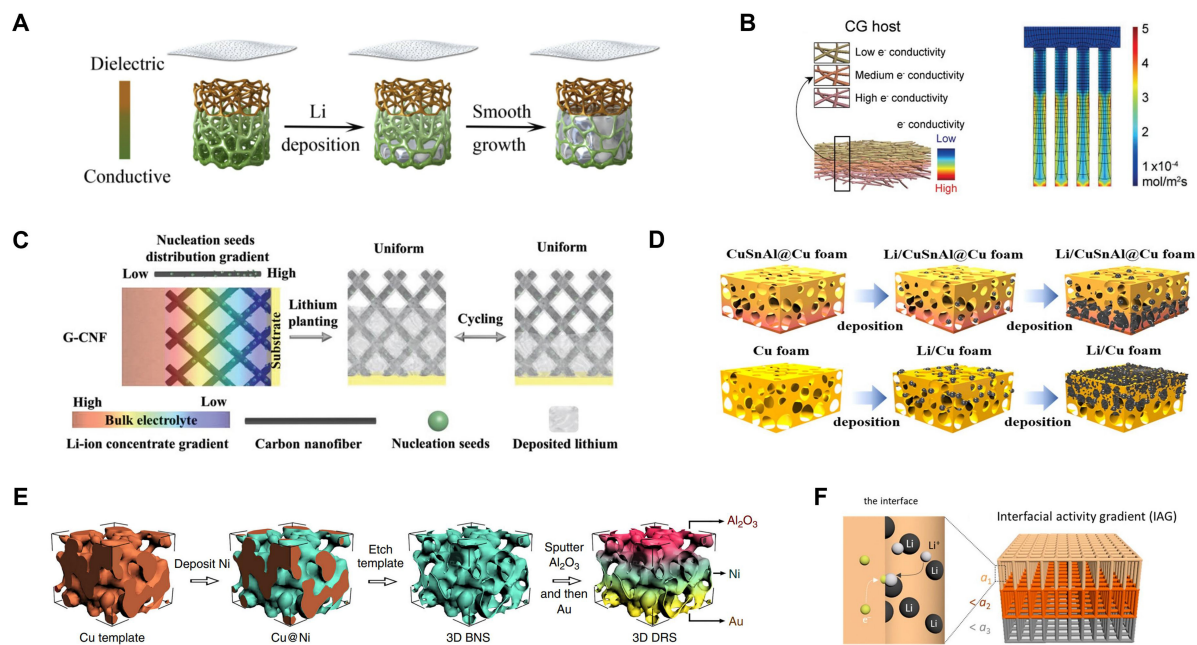 A
Dielectric
Conductive
Li
deposition
Smooth
growth
B
CG host
Low e- conductivity
Medium e- conductivity
High e- conductivity
e- conductivity
Low
High
5
4
3
2
1 x10⁻⁴
mol/m²s
C
Nucleation seeds
distribution gradient
Low
High
G-CNF
Substrate
Lithium
planting
Uniform
Cycling
Uniform
High
Low
Bulk electrolyte
Li-ion concentrate gradient
Carbon nanofiber
Nucleation seeds
Deposited lithium
D
CuSnAl@Cu foam
Li/CuSnAl@Cu foam
Li/CuSnAl@Cu foam
deposition
deposition
Cu foam
Li/Cu foam
Li/Cu foam
deposition
deposition
E
Cu template
Deposit Ni
Cu@Ni
Etch
template
3D BNS
Sputter
Al₂O₃
and then
Au
3D DRS
Al₂O₃
Ni
Au
F
the interface
Li
Li⁺
Li
Li
Li
e⁻
Interfacial activity gradient (IAG)
a₁
< a₂
< a₃